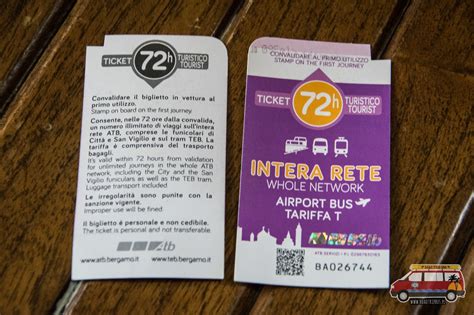 TICKET 72h TURISTICO
TOURIST
Convalidare il biglietto in vettura al
primo utilizzo.
Stamp on board on the first journey.
Consente, nelle 72 ore dalla convalida,
un numero illimitato di viaggi sull'intera
rete ATB, comprese le funicolari di
Città e San Vigilio e sul tram TEB. La
tariffa è comprensiva del trasporto
bagagli.
It's valid within 72 hours from validation
for unlimited journeys in the whole ATB
network, including the City and the San
Vigilio funiculars as well as the TEB tram.
Luggage transport included
Le irregolarità sono punite con la
sanzione vigente.
Improper use will be fined
Il biglietto è personale e non cedibile.
The ticket is personal and not transferable.
atb
www.atb.bergamo.it www.teb.bergamo.it
CONVALIDARE AL PRIMO UTILIZZO
STAMP ON THE FIRST JOURNEY
TICKET 72h TURISTICO
TOURIST
INTERA RETE
WHOLE NETWORK
AIRPORT BUS
TARIFFA T
ATB SERVIZI - P.I.
BA026744